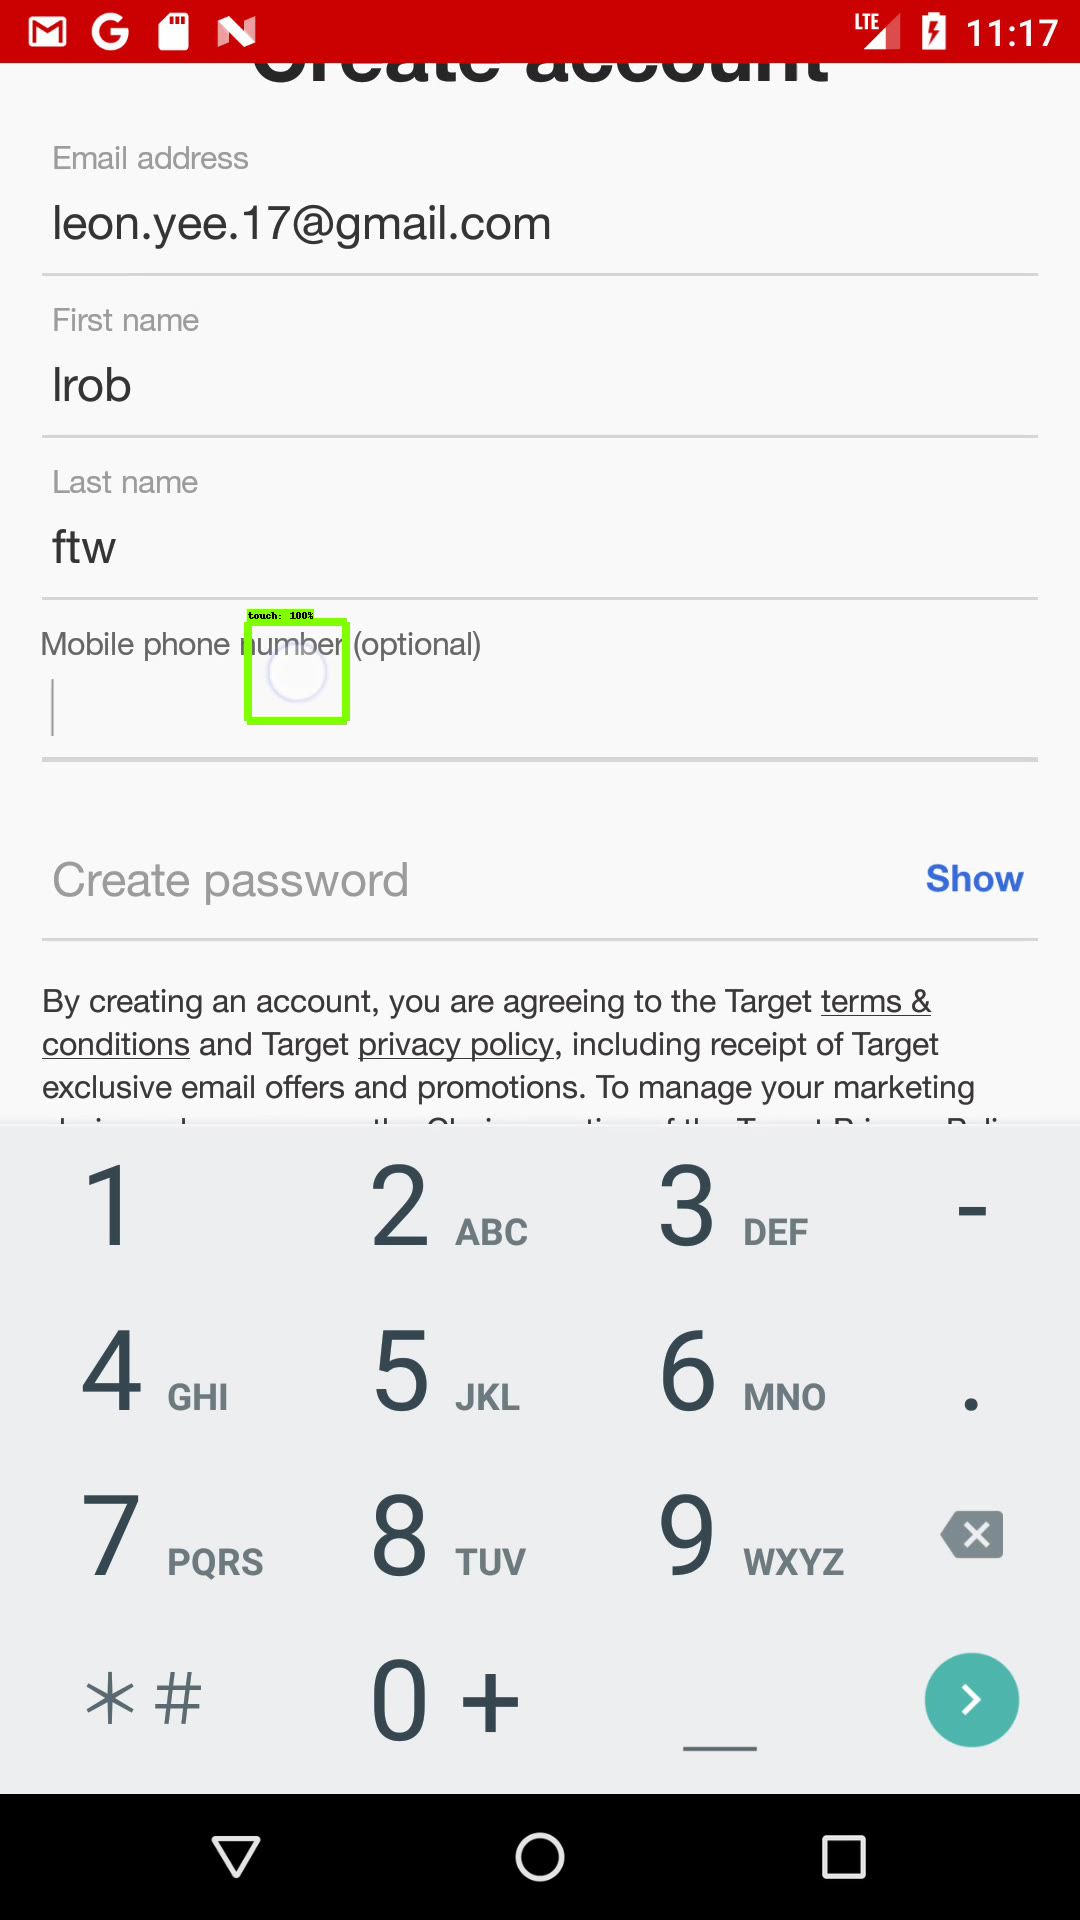 LTE 11:17
Create account
Email address
leon.yee.17@gmail.com
First name
lrob
Last name
ftw
touch: 100%
Mobile phone number (optional)
Create password Show
By creating an account, you are agreeing to the Target terms &
conditions and Target privacy policy, including receipt of Target
exclusive email offers and promotions. To manage your marketing
1 2 ABC 3 DEF -
4 GHI 5 JKL 6 MNO .
7 PQRS 8 TUV 9 WXYZ
*# 0 + _